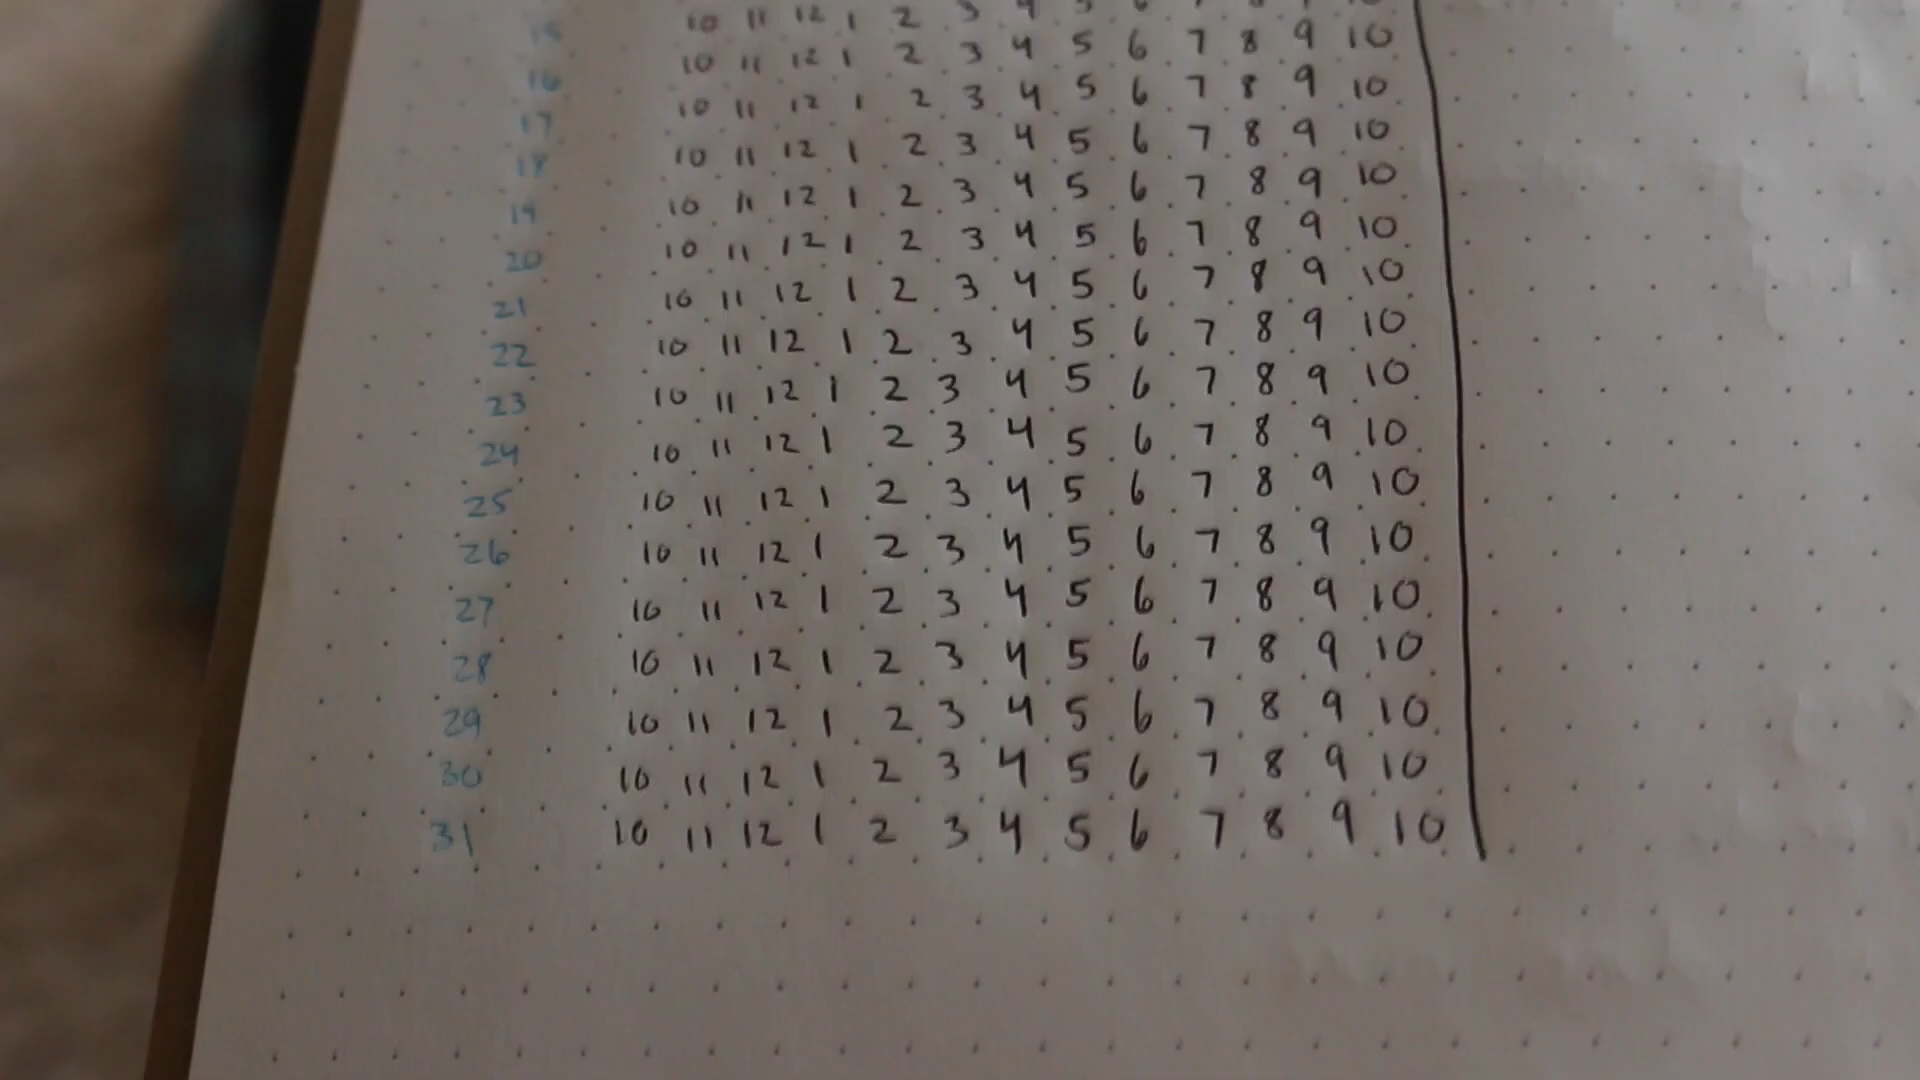 15 10 11 12 1 2 3 4 5
16 10 11 12 1 2 3 4 5 6 7 8 9 10
17 10 11 12 1 2 3 4 5 6 7 8 9 10
18 10 11 12 1 2 3 4 5 6 7 8 9 10
19 10 11 12 1 2 3 4 5 6 7 8 9 10
20 10 11 12 1 2 3 4 5 6 7 8 9 10
21 10 11 12 1 2 3 4 5 6 7 8 9 10
22 10 11 12 1 2 3 4 5 6 7 8 9 10
23 10 11 12 1 2 3 4 5 6 7 8 9 10
24 10 11 12 1 2 3 4 5 6 7 8 9 10
25 10 11 12 1 2 3 4 5 6 7 8 9 10
26 10 11 12 1 2 3 4 5 6 7 8 9 10
27 10 11 12 1 2 3 4 5 6 7 8 9 10
28 10 11 12 1 2 3 4 5 6 7 8 9 10
29 10 11 12 1 2 3 4 5 6 7 8 9 10
30 10 11 12 1 2 3 4 5 6 7 8 9 10
31 10 11 12 1 2 3 4 5 6 7 8 9 10